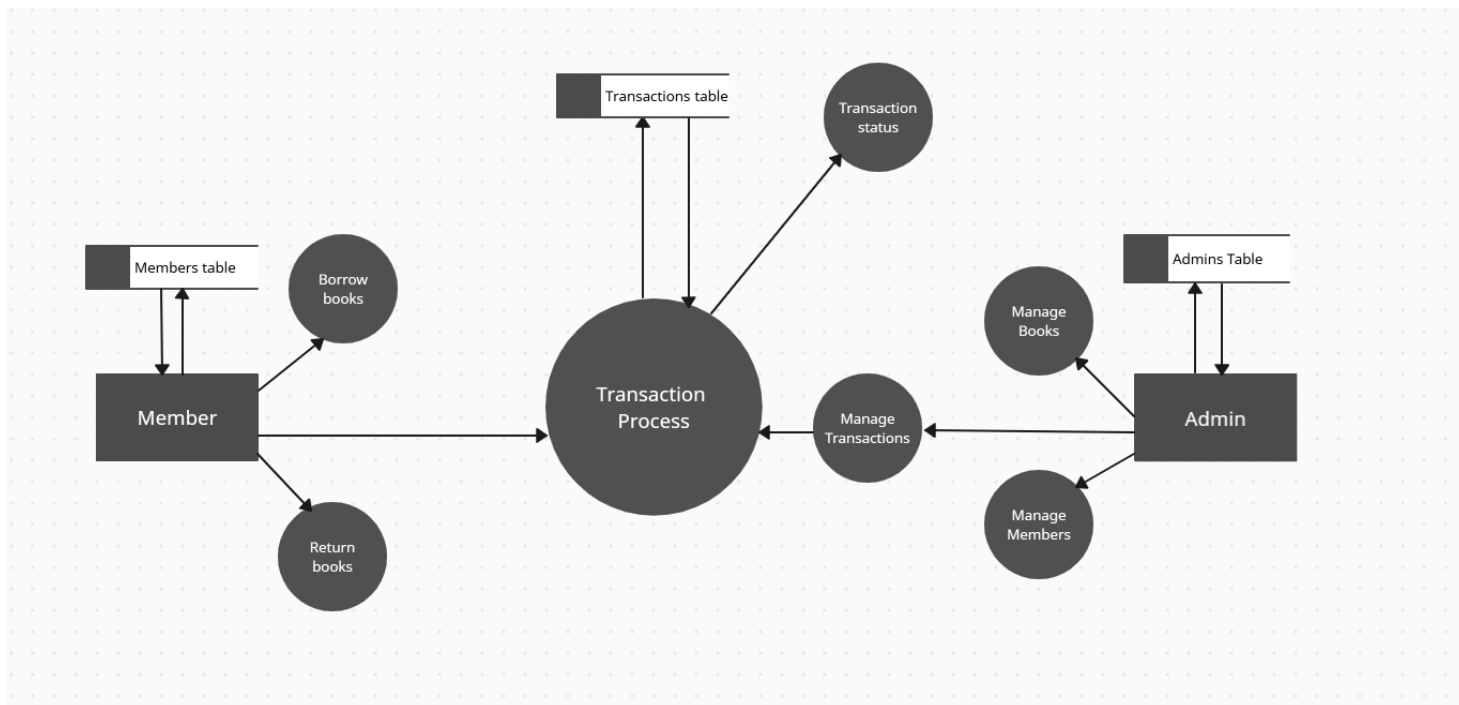 Transactions table
Transaction
status
Members table
Borrow
books
Admins Table
Manage
Books
Transaction
Process
Member
Manage
Transactions
Admin
Manage
Members
Return
books